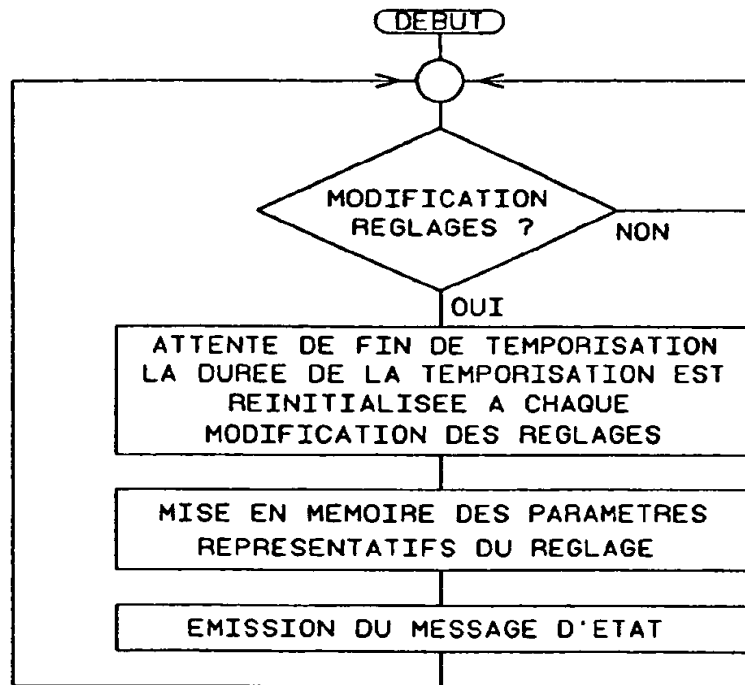 DEBUT
MODIFICATION
REGLAGES ?
NON
OUI
ATTENTE DE FIN DE TEMPORISATION
LA DUREE DE LA TEMPORISATION EST
REINITIALISEE A CHAQUE
MODIFICATION DES REGLAGES
MISE EN MEMOIRE DES PARAMETRES
REPRESENTATIFS DU REGLAGE
EMISSION DU MESSAGE D'ETAT